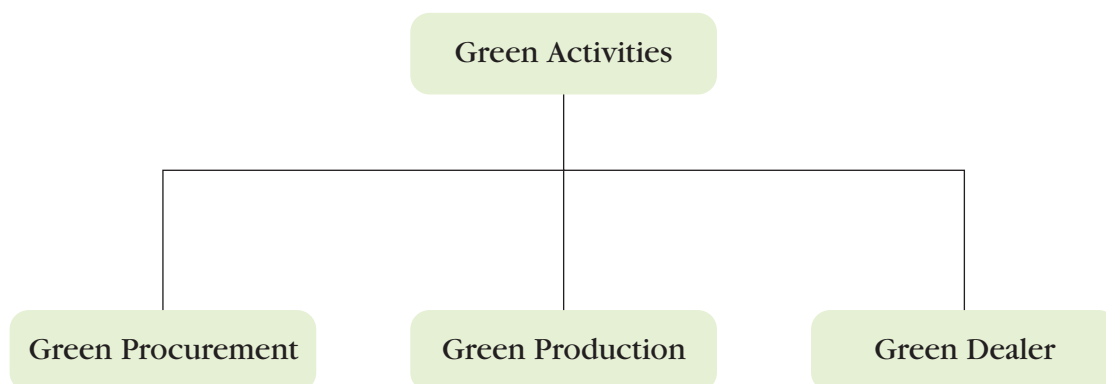 Green Activities
Green Procurement
Green Production
Green Dealer